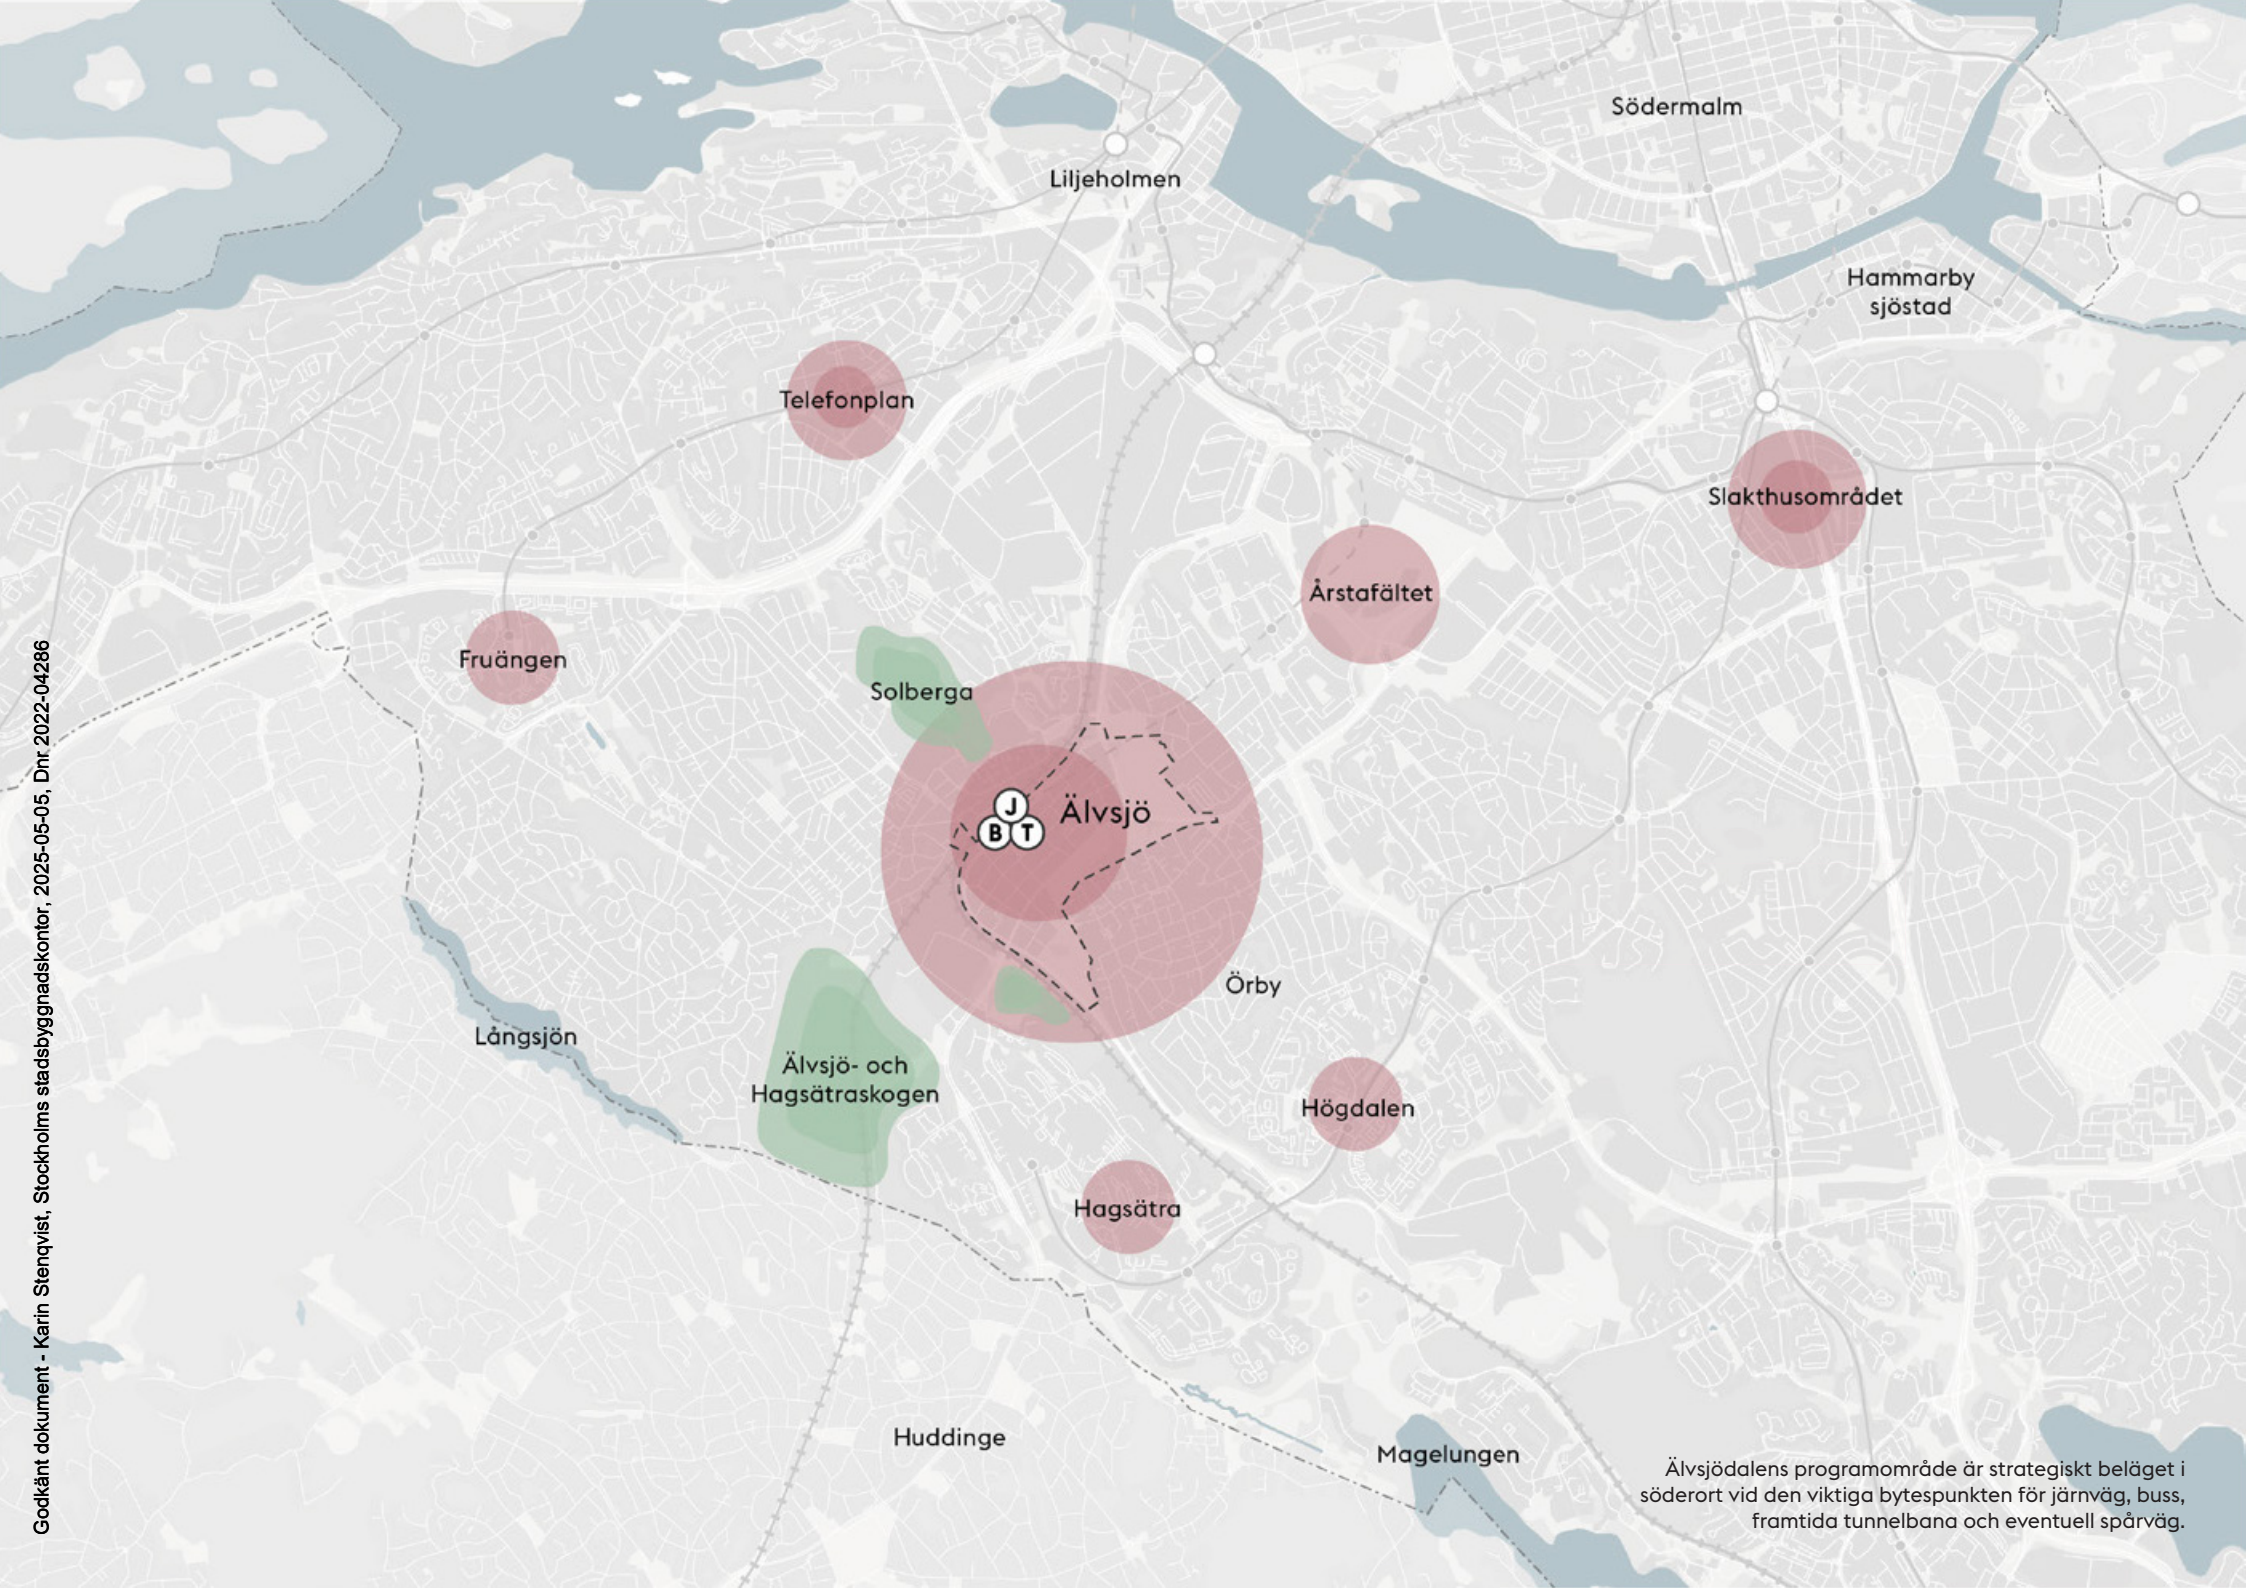 Södermalm
Liljeholmen
Hammarby
sjöstad
Telefonplan
Slakthusområdet
Årstafältet
Fruängen
Solberga
J
B T
Älvsjö
Örby
Långsjön
Älvsjö- och
Hagsätraskogen
Högdalen
Hagsätra
Huddinge
Magelungen
Älvsjödalens programområde är strategiskt beläget i
söderort vid den viktiga bytespunkten för järnväg, buss,
framtida tunnelbana och eventuell spårväg.
Godkänt dokument - Karin Stenqvist, Stockholms stadsbyggnadskontor, 2025-05-05, Dnr 2022-04286